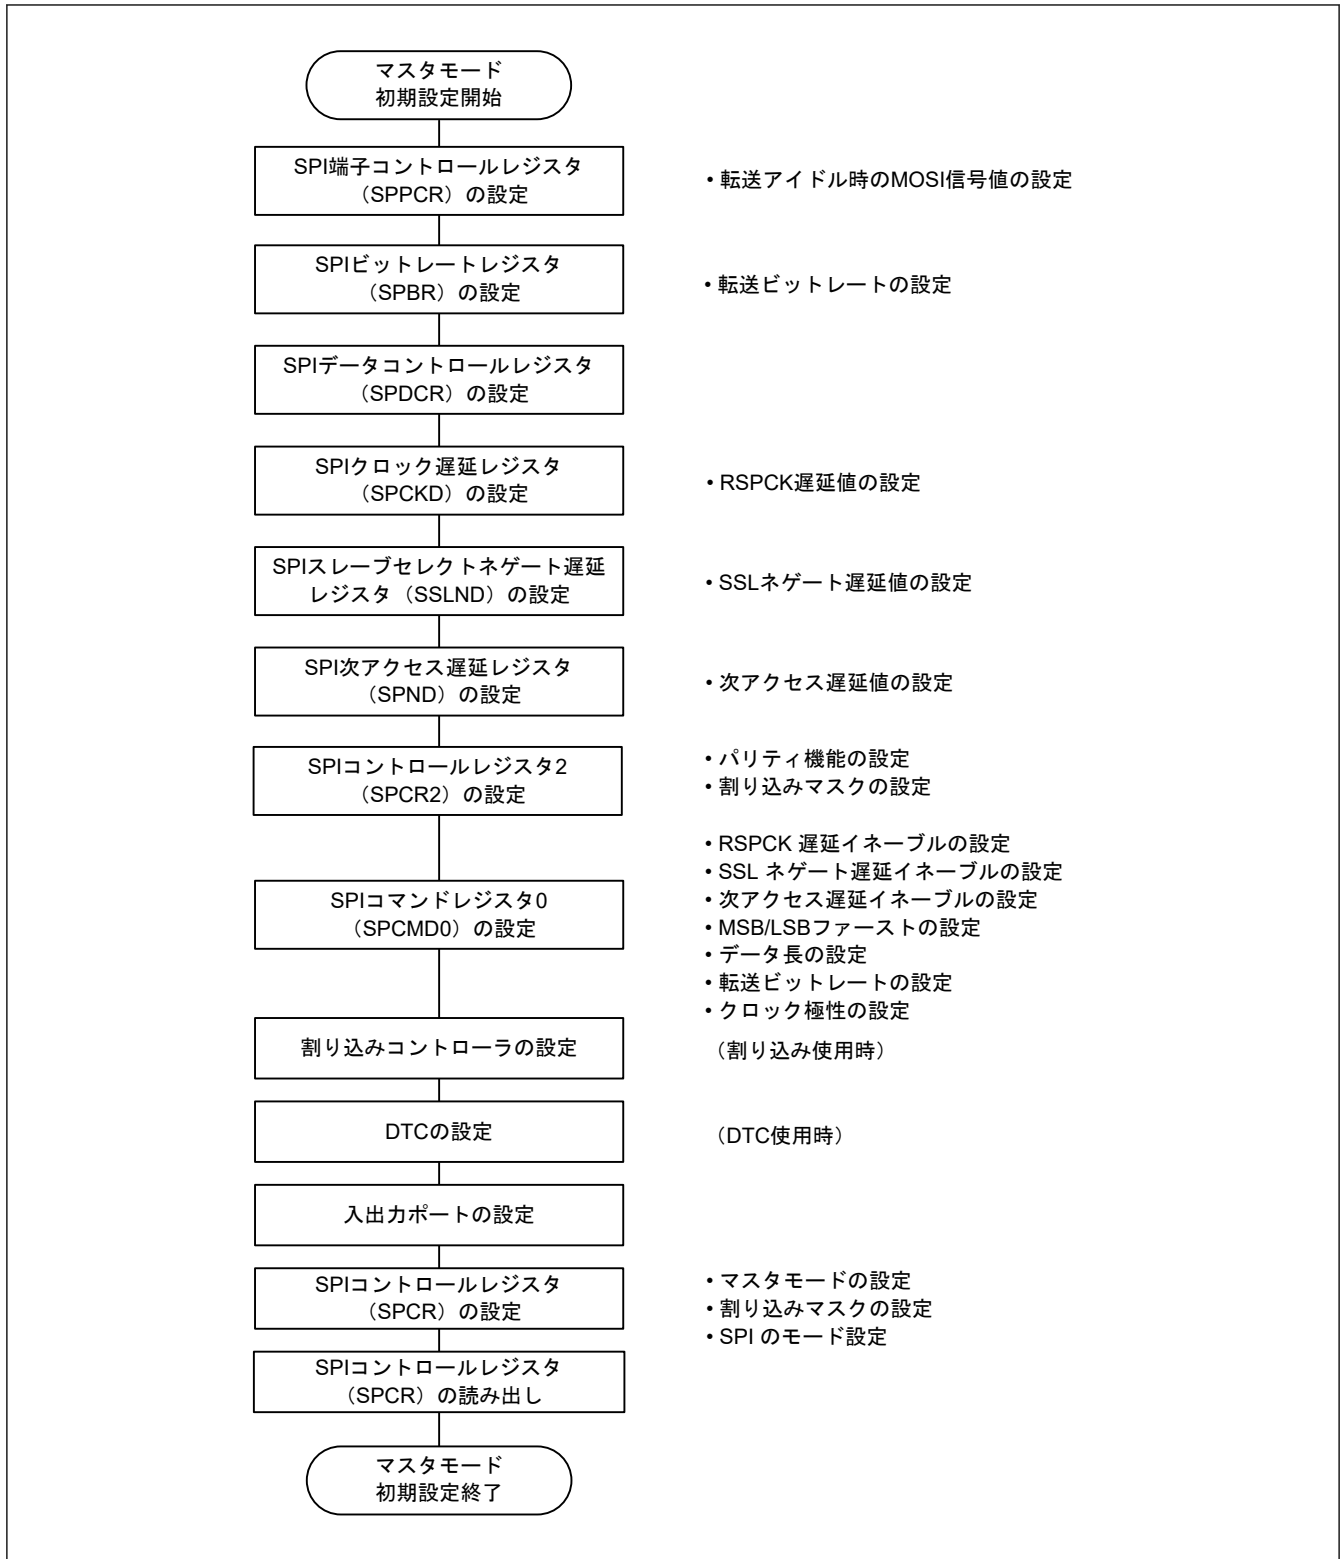 マスタモード
初期設定開始
SPI端子コントロールレジスタ
（SPPCR）の設定
• 転送アイドル時のMOSI信号値の設定
SPIビットレートレジスタ
（SPBR）の設定
• 転送ビットレートの設定
SPIデータコントロールレジスタ
（SPDCR）の設定
SPIクロック遅延レジスタ
（SPCKD）の設定
• RSPCK遅延値の設定
SPIスレーブセレクトネゲート遅延
レジスタ（SSLND）の設定
• SSLネゲート遅延値の設定
SPI次アクセス遅延レジスタ
（SPND）の設定
• 次アクセス遅延値の設定
SPIコントロールレジスタ2
（SPCR2）の設定
• パリティ機能の設定
• 割り込みマスクの設定
SPIコマンドレジスタ0
（SPCMD0）の設定
• RSPCK 遅延イネーブルの設定
• SSL ネゲート遅延イネーブルの設定
• 次アクセス遅延イネーブルの設定
• MSB/LSBファーストの設定
• データ長の設定
• 転送ビットレートの設定
• クロック極性の設定
割り込みコントローラの設定
（割り込み使用時）
DTCの設定
（DTC使用時）
入出力ポートの設定
SPIコントロールレジスタ
（SPCR）の設定
• マスタモードの設定
• 割り込みマスクの設定
• SPI のモード設定
SPIコントロールレジスタ
（SPCR）の読み出し
マスタモード
初期設定終了